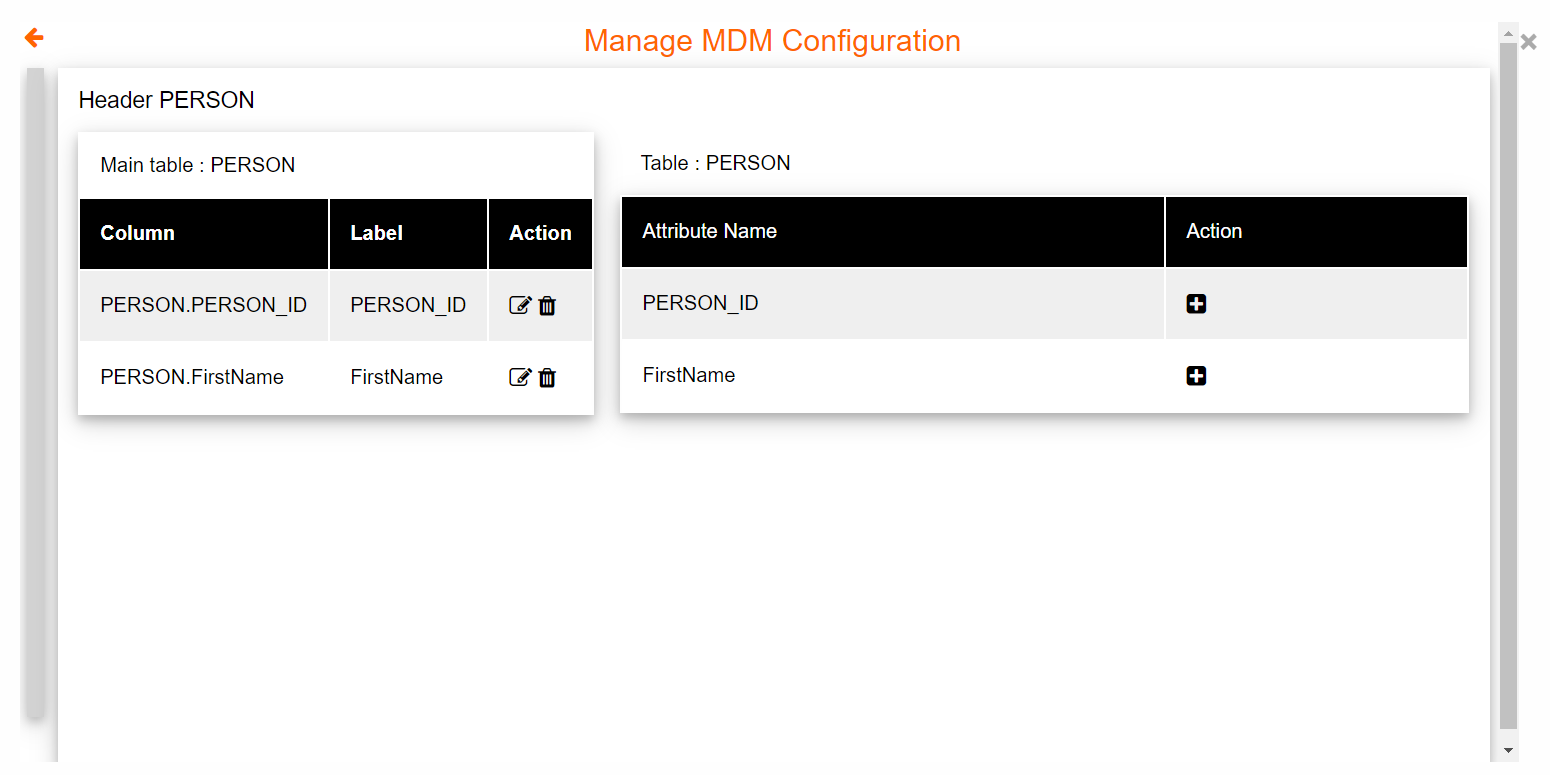 Manage MDM Configuration
Header PERSON
Main table : PERSON
Column Label Action
PERSON.PERSON_ID PERSON_ID
PERSON.FirstName FirstName
Table : PERSON
Attribute Name Action
PERSON_ID
FirstName